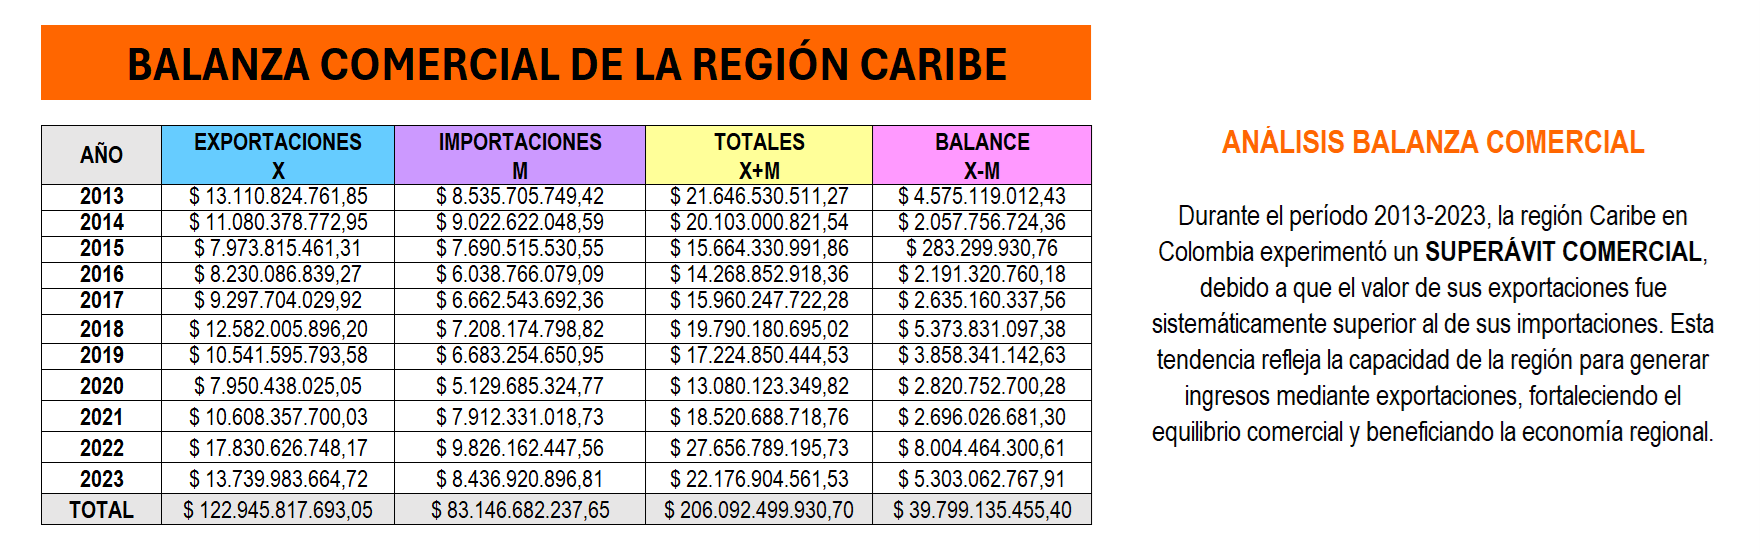 BALANZA COMERCIAL DE LA REGIÓN CARIBE
AÑO EXPORTACIONES X IMPORTACIONES M TOTALES X+M BALANCE X-M
2013 $ 13.110.824.761,85 $ 8.535.705.749,42 $ 21.646.530.511,27 $ 4.575.119.012,43
2014 $ 11.080.378.772,95 $ 9.022.622.048,59 $ 20.103.000.821,54 $ 2.057.756.724,36
2015 $ 7.973.815.461,31 $ 7.690.515.530,55 $ 15.664.330.991,86 $ 283.299.930,76
2016 $ 8.230.086.839,27 $ 6.038.766.079,09 $ 14.268.852.918,36 $ 2.191.320.760,18
2017 $ 9.297.704.029,92 $ 6.662.543.692,36 $ 15.960.247.722,28 $ 2.635.160.337,56
2018 $ 12.582.005.896,20 $ 7.208.174.798,82 $ 19.790.180.695,02 $ 5.373.831.097,38
2019 $ 10.541.595.793,58 $ 6.683.254.650,95 $ 17.224.850.444,53 $ 3.858.341.142,63
2020 $ 7.950.438.025,05 $ 5.129.685.324,77 $ 13.080.123.349,82 $ 2.820.752.700,28
2021 $ 10.608.357.700,03 $ 7.912.331.018,73 $ 18.520.688.718,76 $ 2.696.026.681,30
2022 $ 17.830.626.748,17 $ 9.826.162.447,56 $ 27.656.789.195,73 $ 8.004.464.300,61
2023 $ 13.739.983.664,72 $ 8.436.920.896,81 $ 22.176.904.561,53 $ 5.303.062.767,91
TOTAL $ 122.945.817.693,05 $ 83.146.682.237,65 $ 206.092.499.930,70 $ 39.799.135.455,40
ANÁLISIS BALANZA COMERCIAL
Durante el período 2013-2023, la región Caribe en
Colombia experimentó un SUPERÁVIT COMERCIAL,
debido a que el valor de sus exportaciones fue
sistemáticamente superior al de sus importaciones. Esta
tendencia refleja la capacidad de la región para generar
ingresos mediante exportaciones, fortaleciendo el
equilibrio comercial y beneficiando la economía regional.